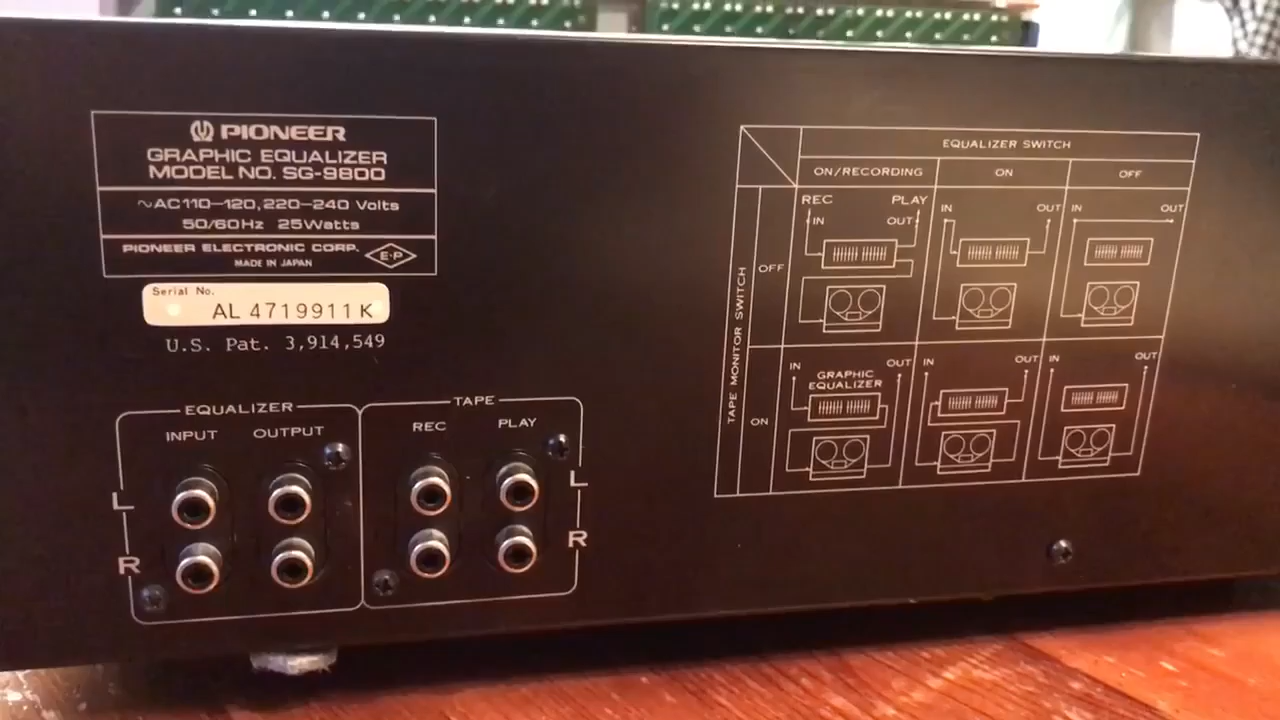 PIONEER
GRAPHIC EQUALIZER
MODEL NO. SG-9800
~AC110-120,220-240 Volts
50/60Hz 25Watts
PIONEER ELECTRONIC CORP.
MADE IN JAPAN
E-P
Serial No.
AL 4719911 K
U.S. Pat. 3,914,549
EQUALIZER
INPUT OUTPUT
TAPE
REC PLAY
L
R
L
R
EQUALIZER SWITCH
ON/RECORDING ON OFF
TAPE MONITOR SWITCH
OFF
REC PLAY
IN OUT
IN OUT
IN OUT
ON
IN OUT
GRAPHIC
EQUALIZER
IN OUT
IN OUT